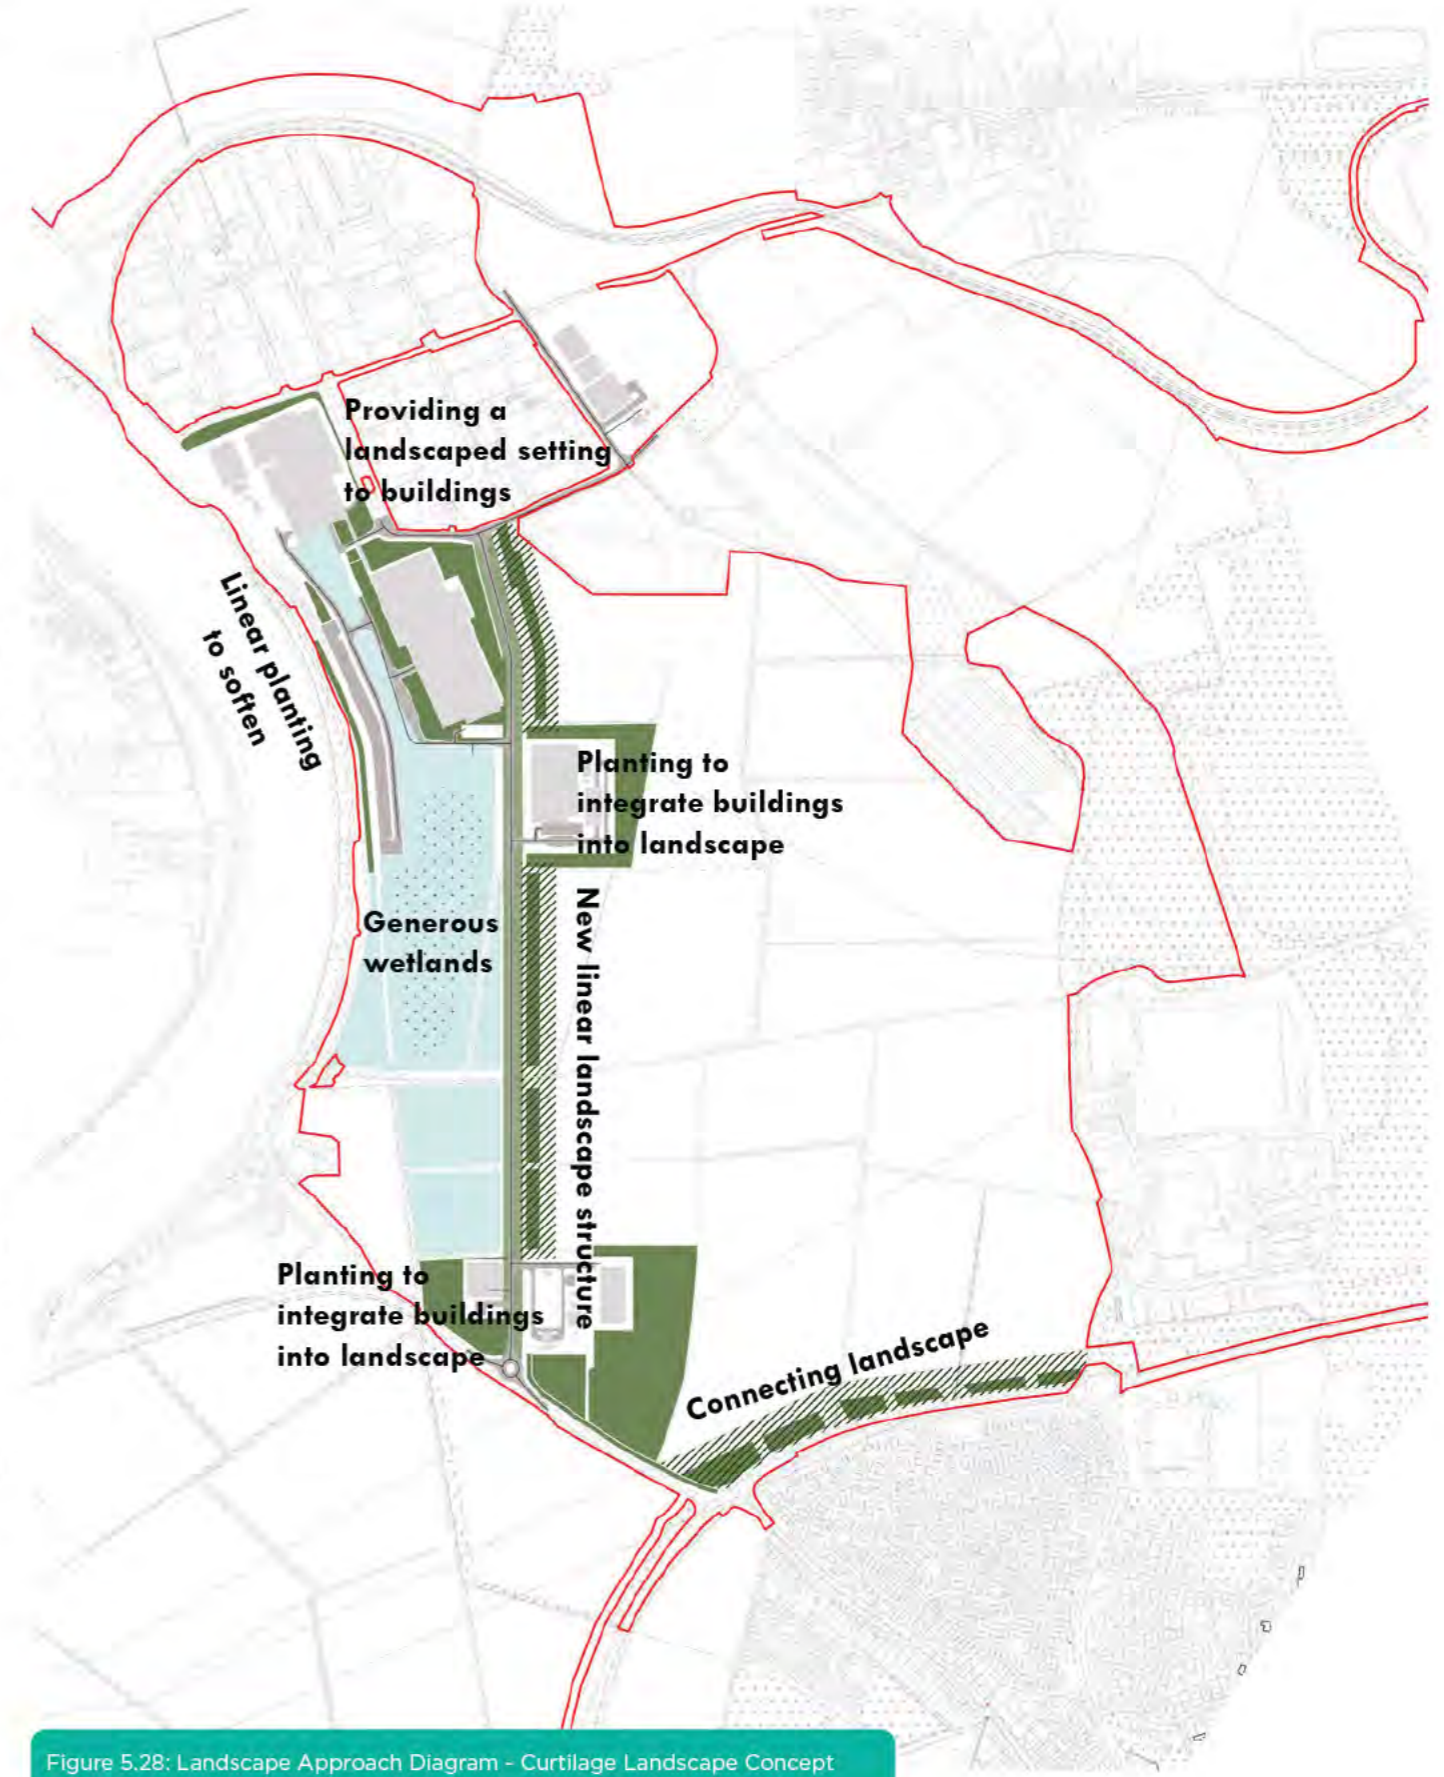 Providing a
landscaped setting
to buildings
Linear planting
to soften
Planting to
integrate buildings
into landscape
Generous
wetlands
New linear landscape structure
Planting to
integrate buildings
into landscape
Connecting landscape
Figure 5.28: Landscape Approach Diagram - Curtilage Landscape Concept